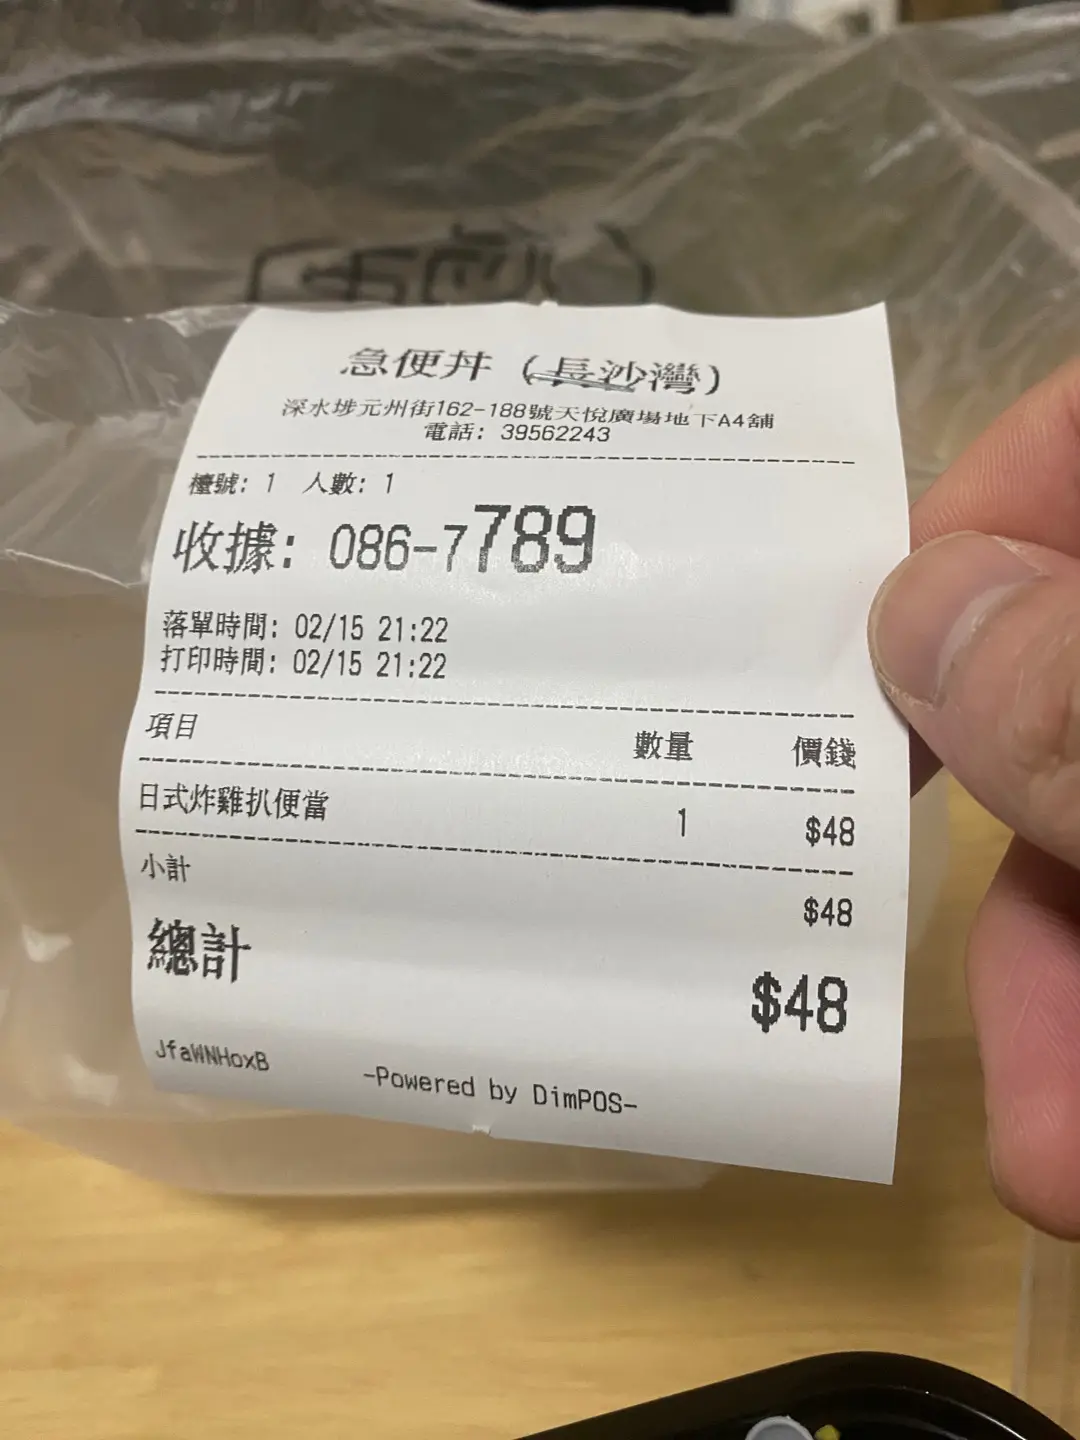 急便丼（長沙灣）
深水埗元州街162-188號天悅廣場地下A4舖
電話: 39562243
檯號: 1 人數: 1
收據: 086-7789
落單時間: 02/15 21:22
打印時間: 02/15 21:22
項目 數量 價錢
日式炸雞扒便當 1 $48
小計 $48
總計 $48
JfaWNHoxB
-Powered by DimPOS-